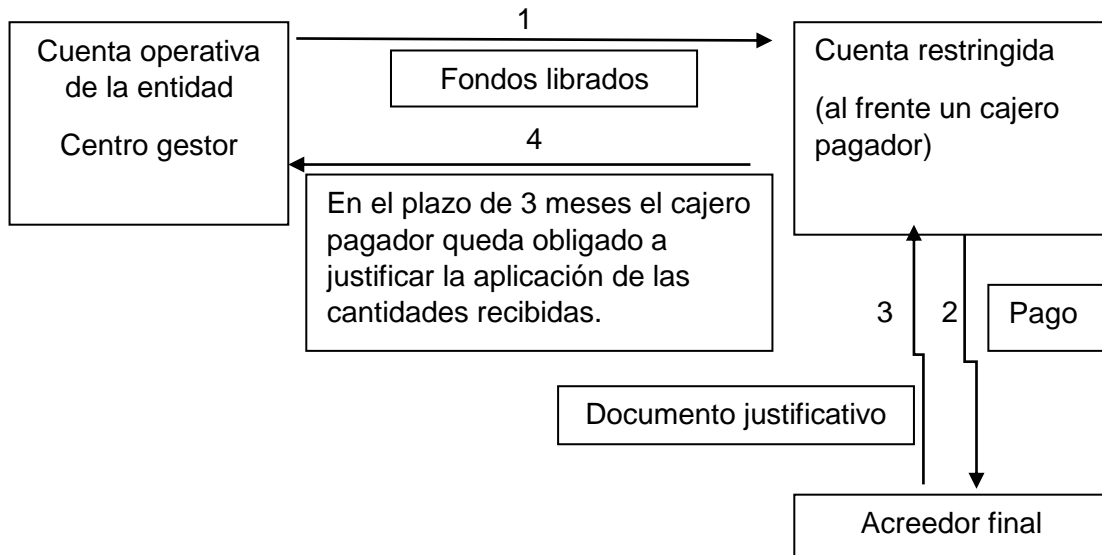 1
Cuenta operativa
de la entidad
Centro gestor
Fondos librados
Cuenta restringida
(al frente un cajero
pagador)
4
En el plazo de 3 meses el cajero
pagador queda obligado a
justificar la aplicación de las
cantidades recibidas.
3
2
Pago
Documento justificativo
Acreedor final